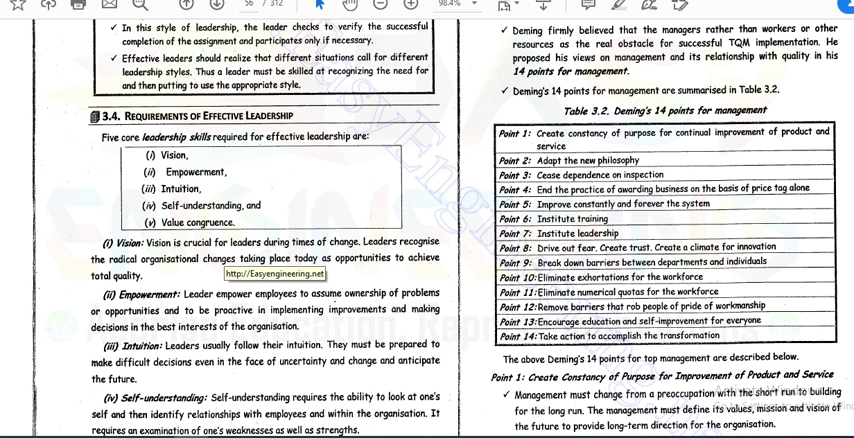 56 / 312
98.4%
✓ In this style of leadership, the leader checks to verify the successful
completion of the assignment and participates only if necessary.
✓ Effective leaders should realize that different situations call for different
leadership styles. Thus a leader must be skilled at recognizing the need for
and then putting to use the appropriate style.
3.4. REQUIREMENTS OF EFFECTIVE LEADERSHIP
Five core leadership skills required for effective leadership are:
(i) Vision,
(ii) Empowerment,
(iii) Intuition,
(iv) Self-understanding, and
(v) Value congruence.
(i) Vision: Vision is crucial for leaders during times of change. Leaders recognise
the radical organisational changes taking place today as opportunities to achieve
total quality.
http://Easyengineering.net
(ii) Empowerment: Leader empower employees to assume ownership of problems
or opportunities and to be proactive in implementing improvements and making
decisions in the best interests of the organisation.
(iii) Intuition: Leaders usually follow their intuition. They must be prepared to
make difficult decisions even in the face of uncertainty and change and anticipate
the future.
(iv) Self-understanding: Self-understanding requires the ability to look at one's
self and then identify relationships with employees and within the organisation. It
requires an examination of one's weaknesses as well as strengths.
✓ Deming firmly believed that the managers rather than workers or other
resources as the real obstacle for successful TQM implementation. He
proposed his views on management and its relationship with quality in his
14 points for management.
✓ Deming's 14 points for management are summarised in Table 3.2.
Table 3.2. Deming's 14 points for management
Point 1: Create constancy of purpose for continual improvement of product and
service
Point 2: Adopt the new philosophy
Point 3: Cease dependence on inspection
Point 4: End the practice of awarding business on the basis of price tag alone
Point 5: Improve constantly and forever the system
Point 6: Institute training
Point 7: Institute leadership
Point 8: Drive out fear. Create trust. Create a climate for innovation
Point 9: Break down barriers between departments and individuals
Point 10: Eliminate exhortations for the workforce
Point 11: Eliminate numerical quotas for the workforce
Point 12: Remove barriers that rob people of pride of workmanship
Point 13: Encourage education and self-improvement for everyone
Point 14: Take action to accomplish the transformation
The above Deming's 14 points for top management are described below.
Point 1: Create Constancy of Purpose for Improvement of Product and Service
✓ Management must change from a preoccupation with the short run to building
for the long run. The management must define its values, mission and vision of
the future to provide long-term direction for the organisation.